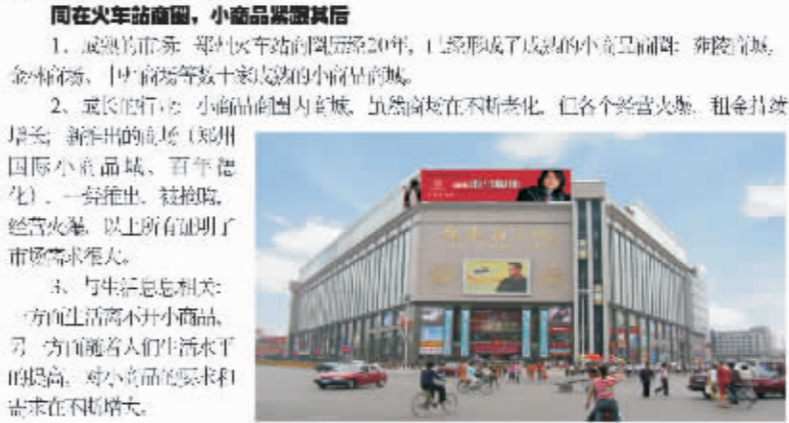 同在火车站商圈，小商品紧跟其后
1、成熟的市场：郑州火车站商圈历经20年，已经形成了成熟的小商品商圈：敦睦商城、
金林商场、中州商场等数十家成熟的小商品商城。
2、成长的行业：小商品商圈内商城，虽然商场在不断老化，但各个经营火爆，租金持续
增长；新推出的商场（郑州
国际小商品城、百年德
化），一经推出，被抢购，
经营火爆，以上所有证明了
市场需求很大。
3、与生活息息相关：
一方面生活离不开小商品，
另一方面随着人们生活水平
的提高，对小商品的要求和
需求在不断增大。